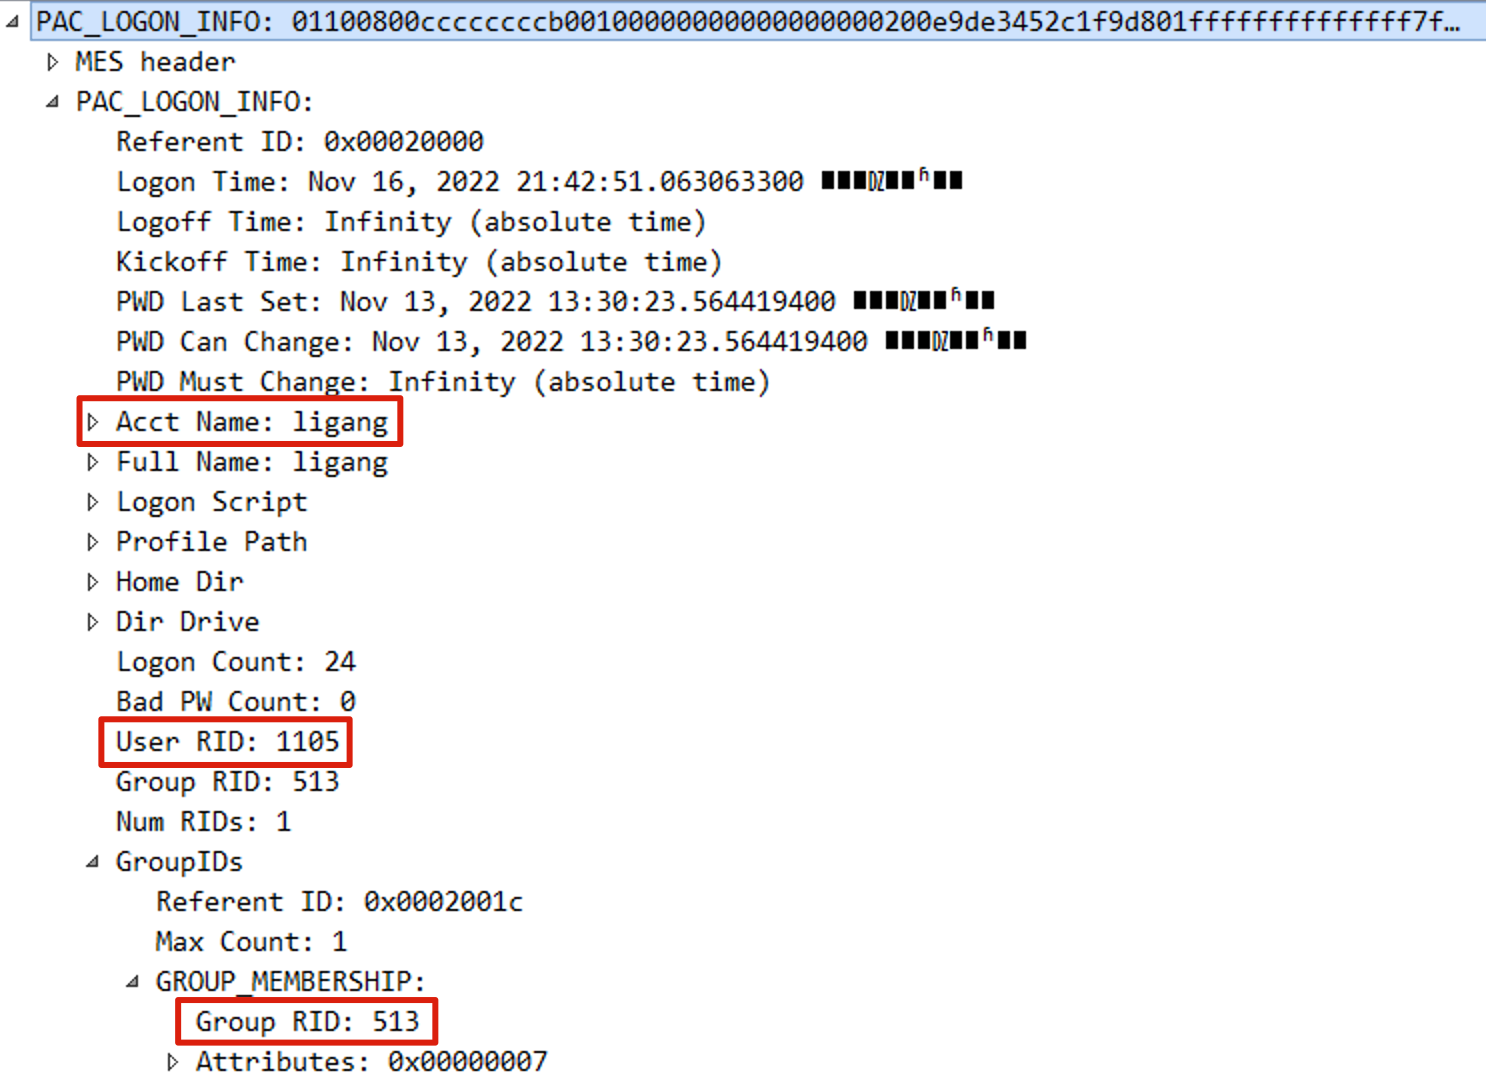 PAC_LOGON_INFO: 01100800ccccccccb00100000000000000000200e9de3452c1f9d801ffffffffffffff7f…
MES header
PAC_LOGON_INFO:
Referent ID: 0x00020000
Logon Time: Nov 16, 2022 21:42:51.063063300
Logoff Time: Infinity (absolute time)
Kickoff Time: Infinity (absolute time)
PWD Last Set: Nov 13, 2022 13:30:23.564419400
PWD Can Change: Nov 13, 2022 13:30:23.564419400
PWD Must Change: Infinity (absolute time)
Acct Name: ligang
Full Name: ligang
Logon Script
Profile Path
Home Dir
Dir Drive
Logon Count: 24
Bad PW Count: 0
User RID: 1105
Group RID: 513
Num RIDs: 1
GroupIDs
Referent ID: 0x0002001c
Max Count: 1
GROUP_MEMBERSHIP:
Group RID: 513
Attributes: 0x00000007